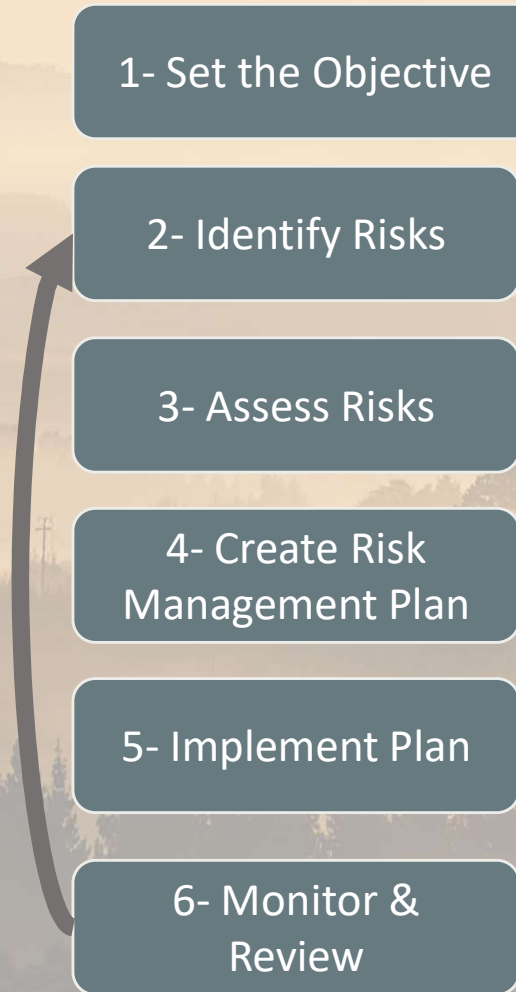 1- Set the Objective
2- Identify Risks
3- Assess Risks
4- Create Risk
Management Plan
5- Implement Plan
6- Monitor &
Review